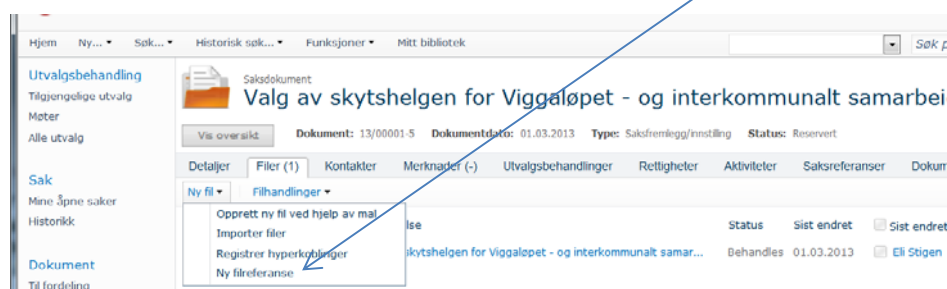 Hjem Ny... Søk... Historisk søk... Funksjoner Mitt bibliotek Søk p
Utvalgsbehandling
Tilgjengelige utvalg
Møter
Alle utvalg
Sak
Mine åpne saker
Historikk
Dokument
Til fordeling
Saksdokument
Valg av skytshelgen for Viggaløpet - og interkommunalt samarbei
Vis oversikt Dokument: 13/00001-5 Dokumentdato: 01.03.2013 Type: Saksfremlegg/innstilling Status: Reservert
Detaljer Filer (1) Kontakter Merknader (-) Utvalgsbehandlinger Rettigheter Aktiviteter Saksreferanser Dokum
Ny fil Filhandlinger
Opprett ny fil ved hjelp av mal
Importer filer
Registrer hyperkoblinger
Ny filreferanse
lse Status Sist endret Sist endret
skytshelgen for Viggaløpet - og interkommunalt samar... Behandles 01.03.2013 Eli Stigen